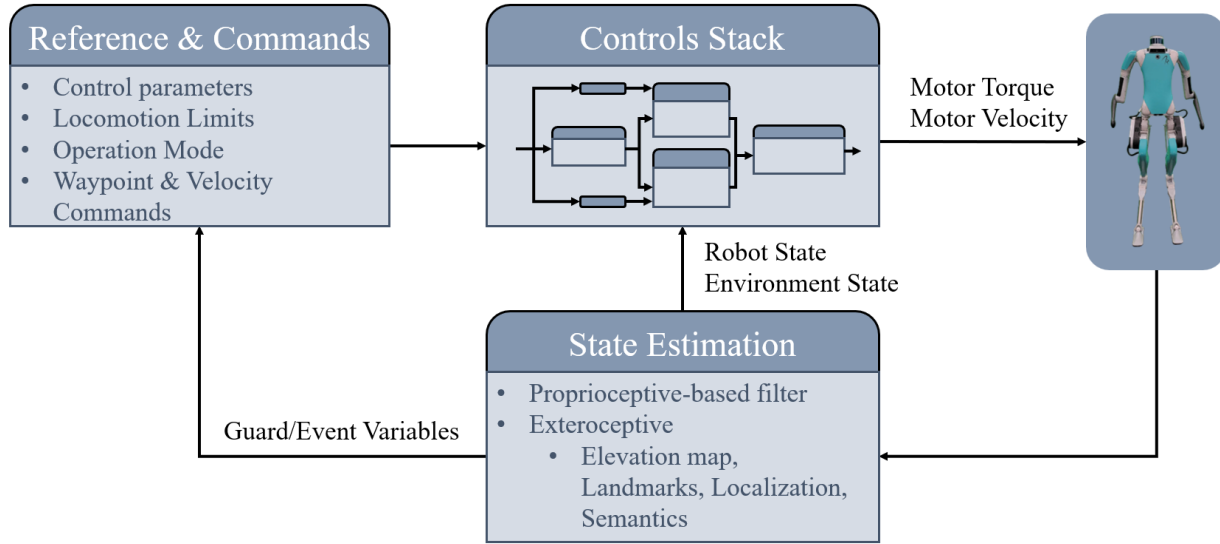 Reference & Commands
• Control parameters
• Locomotion Limits
• Operation Mode
• Waypoint & Velocity
Commands
Controls Stack
Motor Torque
Motor Velocity
Robot State
Environment State
State Estimation
• Proprioceptive-based filter
• Exteroceptive
• Elevation map,
Landmarks, Localization,
Semantics
Guard/Event Variables